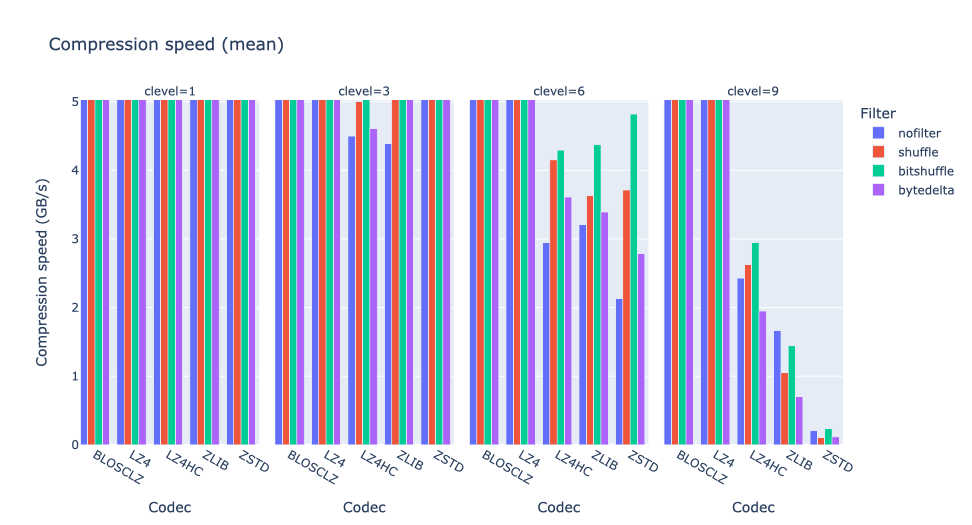 Compression speed (mean)
clevel=1
clevel=3
clevel=6
clevel=9
Filter
nofilter
shuffle
bitshuffle
bytedelta
Compression speed (GB/s)
5
4
3
2
1
0
BLOSCLZ
LZ4
LZ4HC
ZLIB
ZSTD
BLOSCLZ
LZ4
LZ4HC
ZLIB
ZSTD
BLOSCLZ
LZ4
LZ4HC
ZLIB
ZSTD
BLOSCLZ
LZ4
LZ4HC
ZLIB
ZSTD
Codec
Codec
Codec
Codec